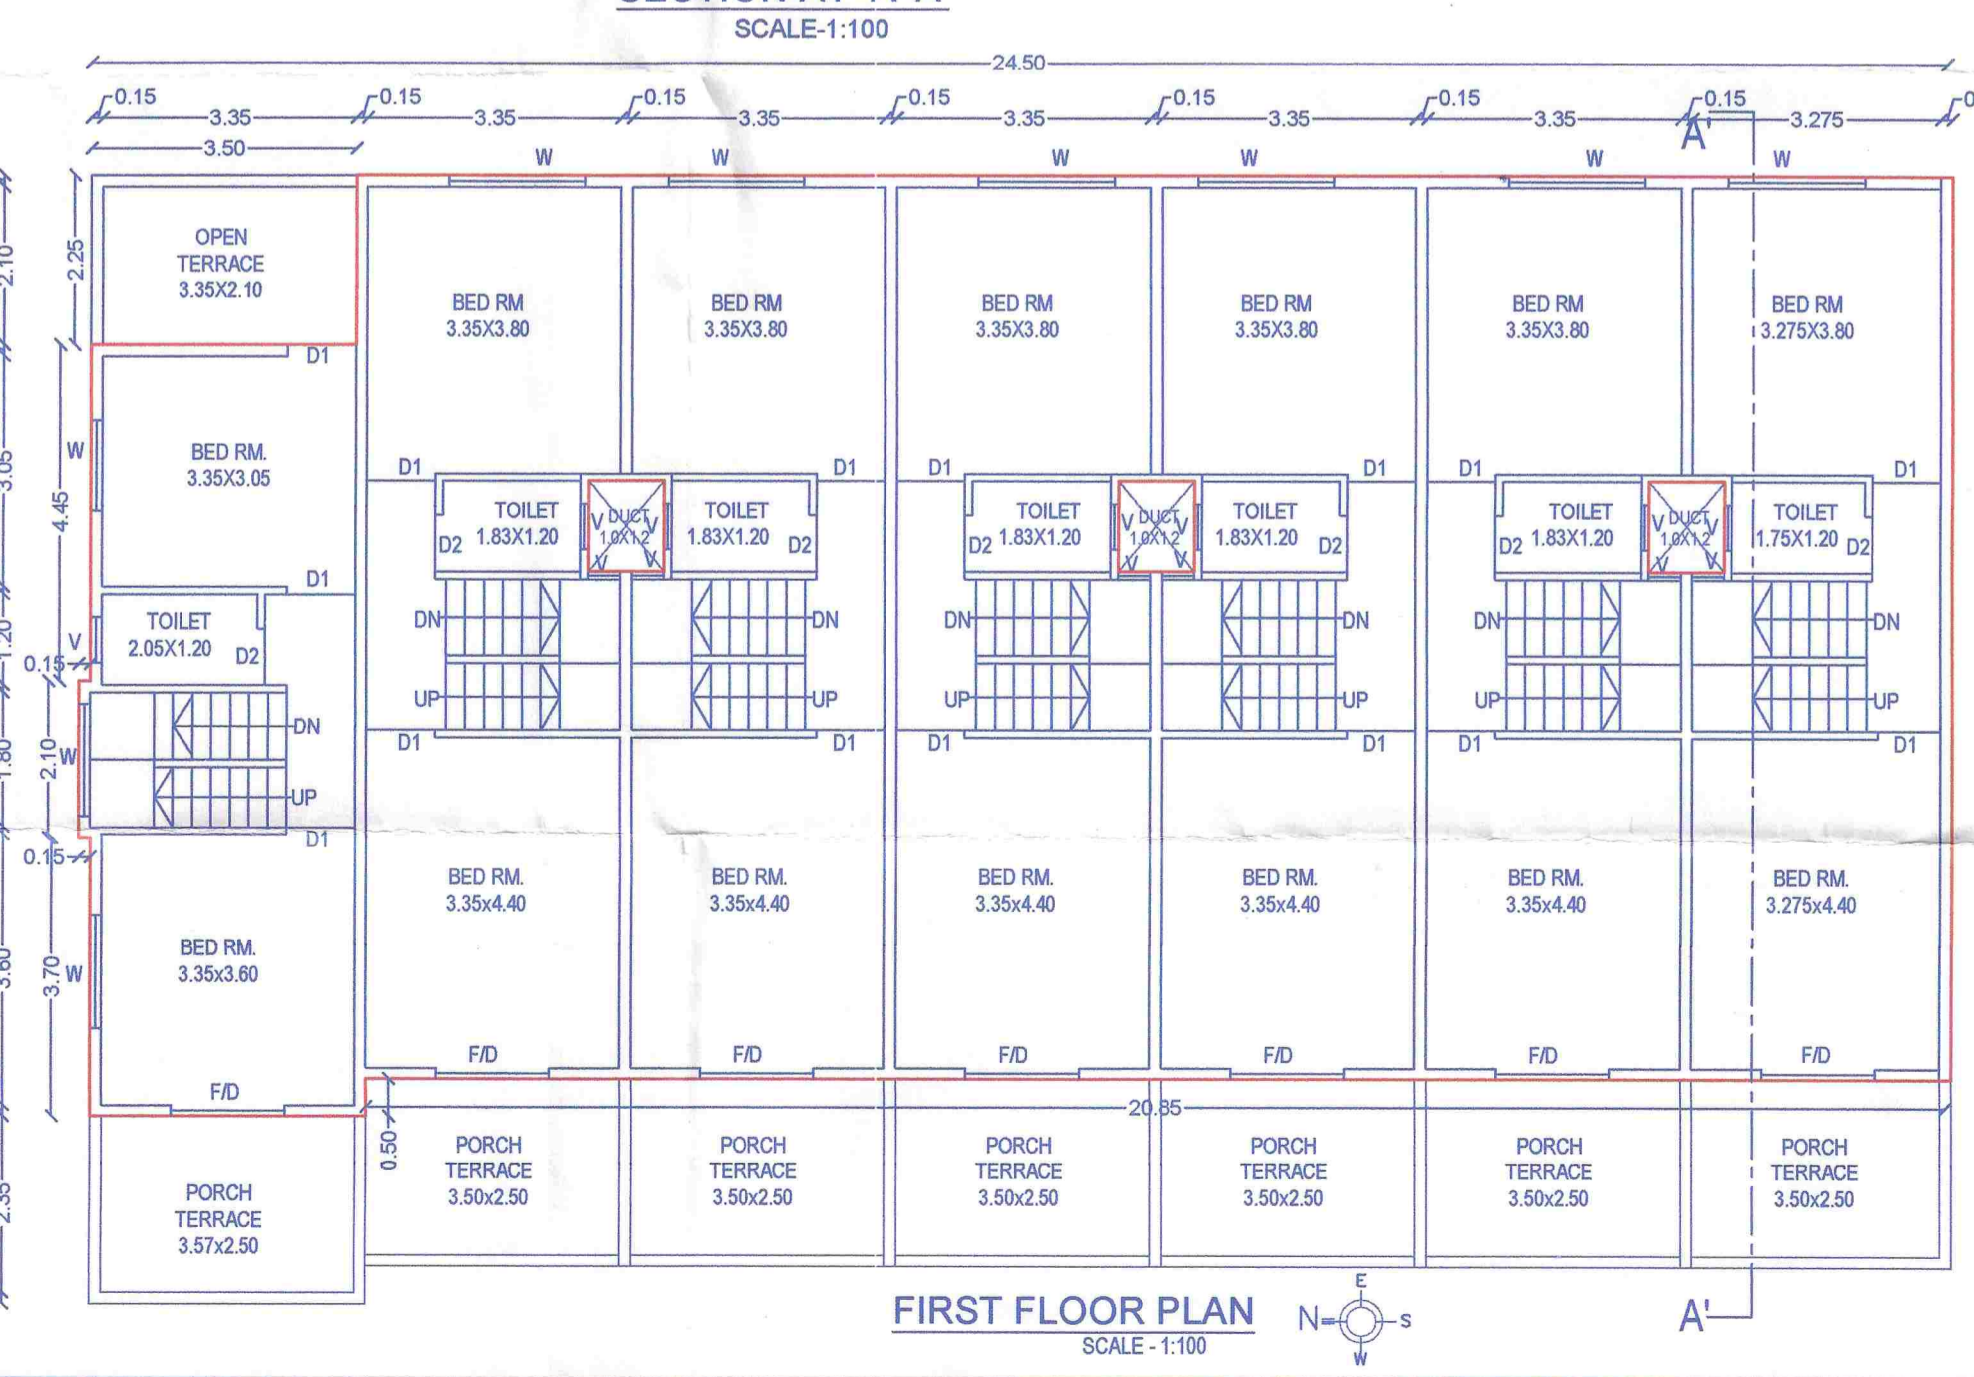 SCALE-1:100
24.50
0.15 0.15 0.15 0.15 0.15 0.15 0.15
3.35 3.35 3.35 3.35 3.35 3.35 3.275
3.50
A'
W W W W W W
2.10
2.25
OPEN
TERRACE
3.35X2.10
BED RM
3.35X3.80
BED RM
3.35X3.80
BED RM
3.35X3.80
BED RM
3.35X3.80
BED RM
3.35X3.80
BED RM
3.275X3.80
D1
W
BED RM.
3.35X3.05
3.05
4.45
D1 D1 D1 D1 D1 D1
TOILET
1.83X1.20
D2
V DUCT V
1.0X1.2
V V
TOILET
1.83X1.20
D2
TOILET
1.83X1.20
D2
V DUCT V
1.0X1.2
V V
TOILET
1.83X1.20
D2
TOILET
1.83X1.20
D2
V DUCT V
1.0X1.2
V V
TOILET
1.75X1.20
D2
D1
TOILET
2.05X1.20
D2
V
1.20
0.15
DN DN DN DN DN DN
UP UP UP UP UP UP
D1 D1 D1 D1 D1 D1
DN
UP
W
2.10
1.80
D1
0.15
BED RM.
3.35x4.40
BED RM.
3.35x4.40
BED RM.
3.35x4.40
BED RM.
3.35x4.40
BED RM.
3.35x4.40
BED RM.
3.275x4.40
BED RM.
3.35x3.60
W
3.70
3.60
F/D F/D F/D F/D F/D F/D
F/D
20.85
0.50
PORCH
TERRACE
3.50x2.50
PORCH
TERRACE
3.50x2.50
PORCH
TERRACE
3.50x2.50
PORCH
TERRACE
3.50x2.50
PORCH
TERRACE
3.50x2.50
PORCH
TERRACE
3.50x2.50
PORCH
TERRACE
3.57x2.50
2.35
FIRST FLOOR PLAN
SCALE - 1:100
E
N S
W
A'